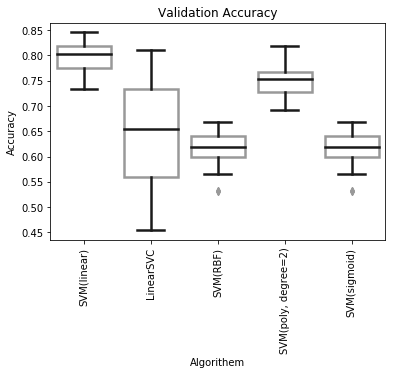 Validation Accuracy
0.85
0.80
0.75
0.70
0.65
0.60
0.55
0.50
0.45
Accuracy
SVM(linear)
LinearSVC
SVM(RBF)
SVM(poly, degree=2)
SVM(sigmoid)
Algorithem